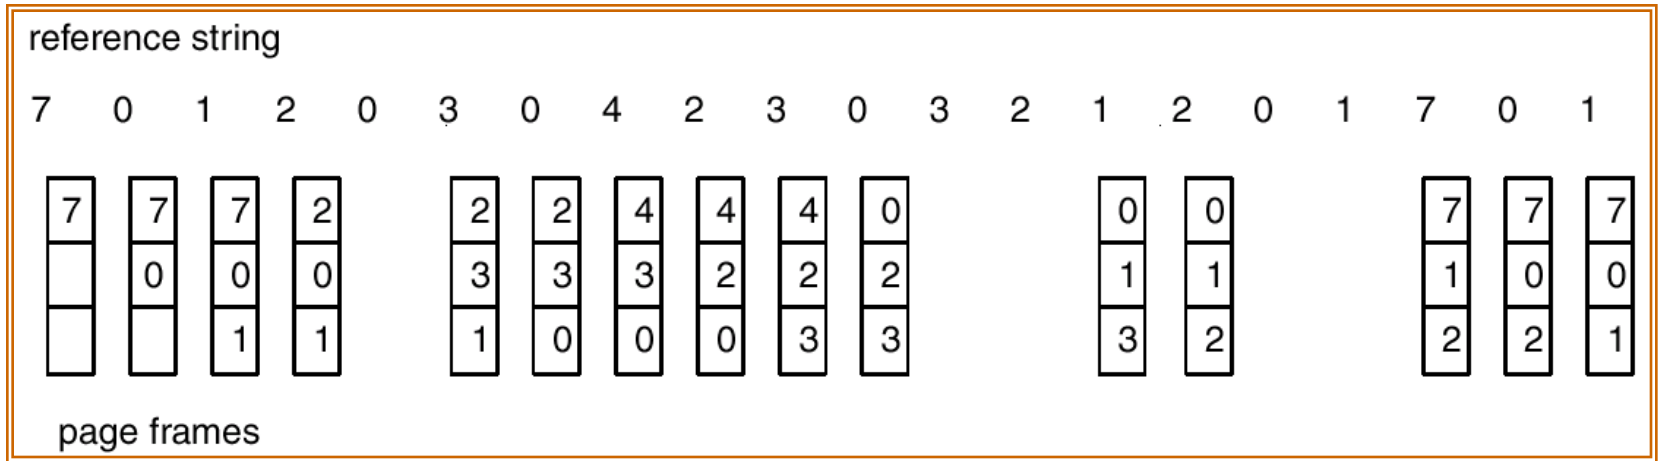 reference string
7 0 1 2 0 3 0 4 2 3 0 3 2 1 2 0 1 7 0 1
7 7 7 2 2 2 4 4 4 0 0 0 7 7 7
0 0 0 3 3 3 2 2 2 1 1 1 0 0
1 1 1 0 0 0 3 3 3 2 2 2 1
page frames